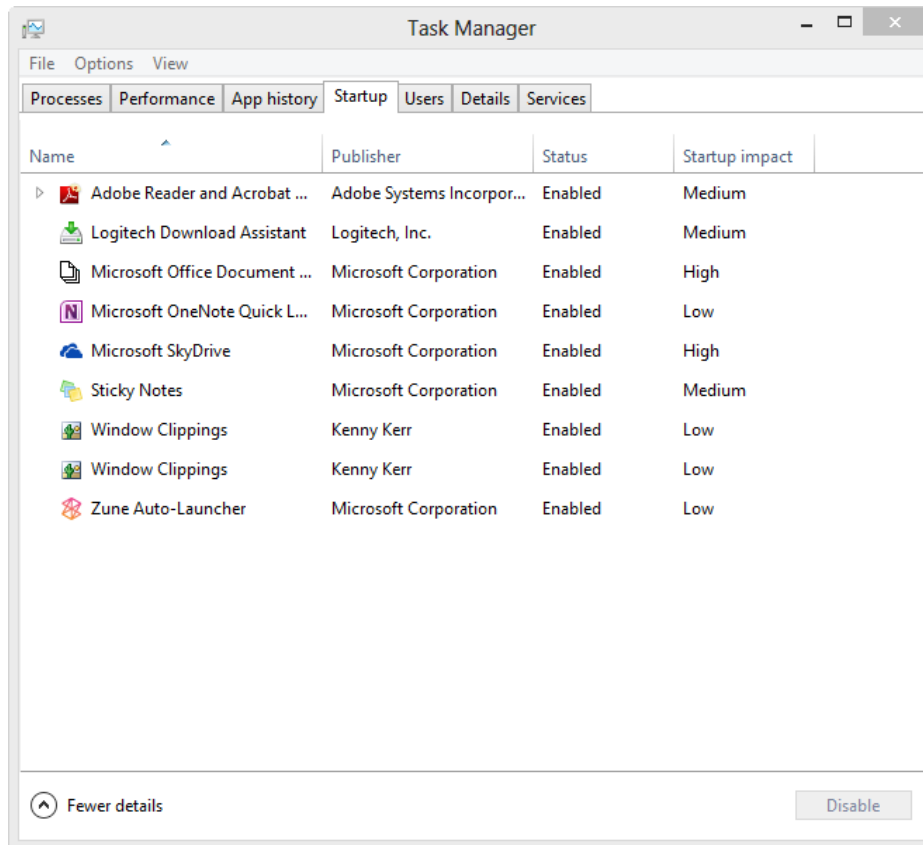 Task Manager
File Options View
Processes Performance App history Startup Users Details Services
Name Publisher Status Startup impact
Adobe Reader and Acrobat ... Adobe Systems Incorpor... Enabled Medium
Logitech Download Assistant Logitech, Inc. Enabled Medium
Microsoft Office Document ... Microsoft Corporation Enabled High
Microsoft OneNote Quick L... Microsoft Corporation Enabled Low
Microsoft SkyDrive Microsoft Corporation Enabled High
Sticky Notes Microsoft Corporation Enabled Medium
Window Clippings Kenny Kerr Enabled Low
Window Clippings Kenny Kerr Enabled Low
Zune Auto-Launcher Microsoft Corporation Enabled Low
Fewer details Disable